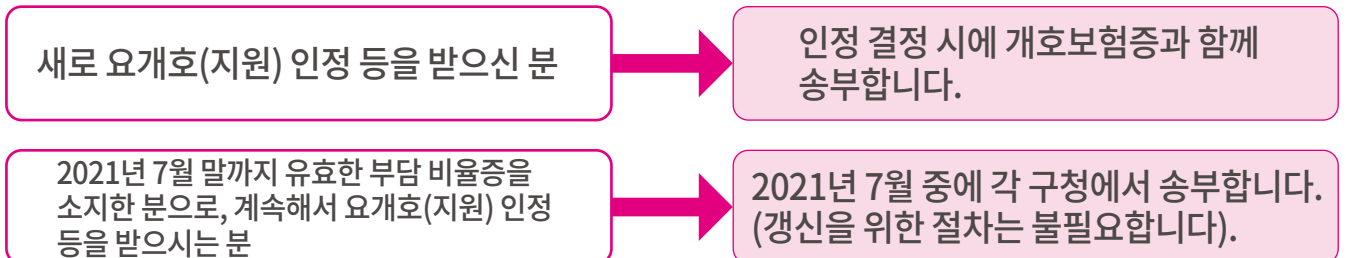 새로 요개호(지원) 인정 등을 받으신 분
인정 결정 시에 개호보험증과 함께
송부합니다.
2021년 7월 말까지 유효한 부담 비율증을
소지한 분으로, 계속해서 요개호(지원) 인정
등을 받으시는 분
2021년 7월 중에 각 구청에서 송부합니다.
(갱신을 위한 절차는 불필요합니다).